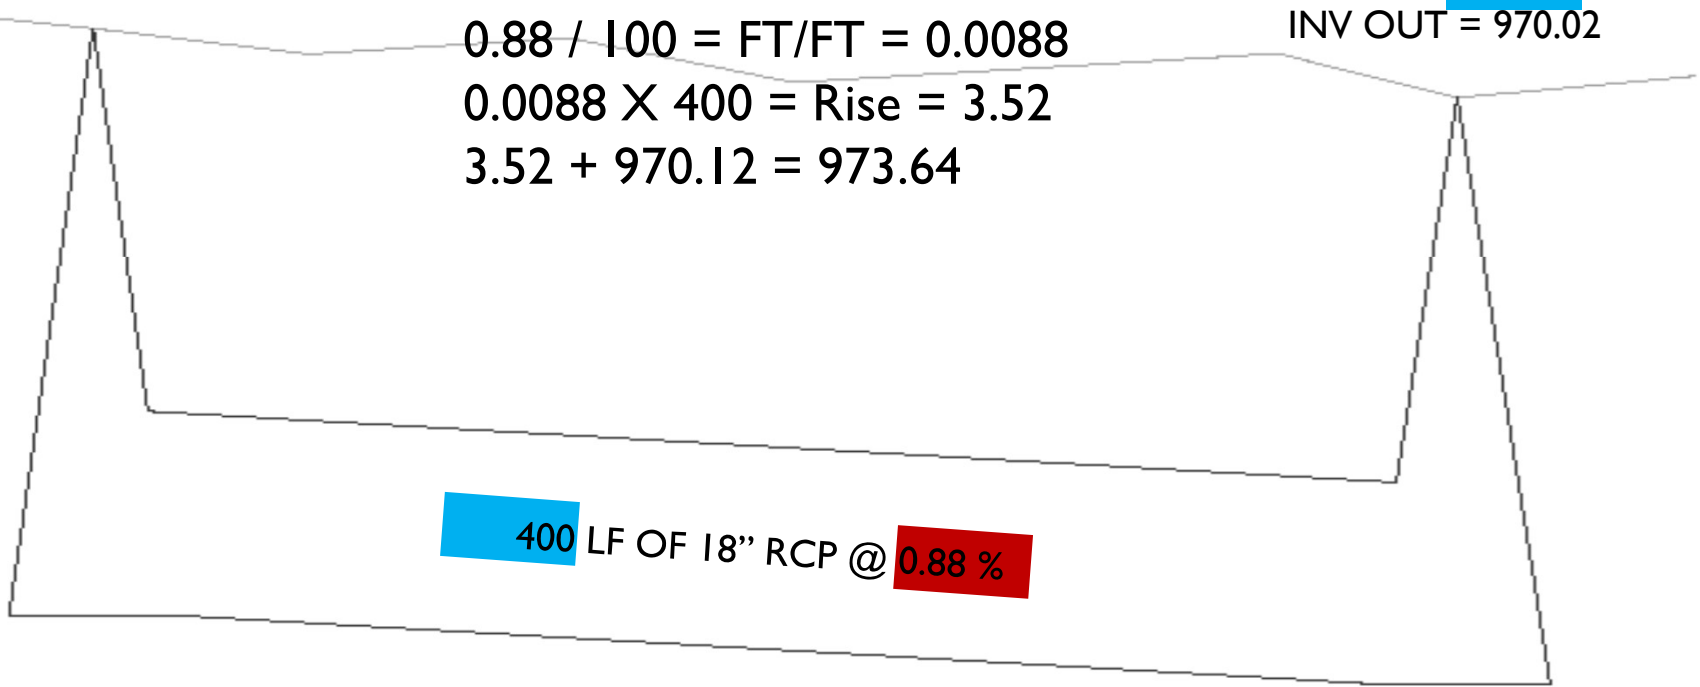 0.88 / 100 = FT/FT = 0.0088
INV OUT = 970.02
0.0088 X 400 = Rise = 3.52
3.52 + 970.12 = 973.64
400 LF OF 18” RCP @ 0.88 %